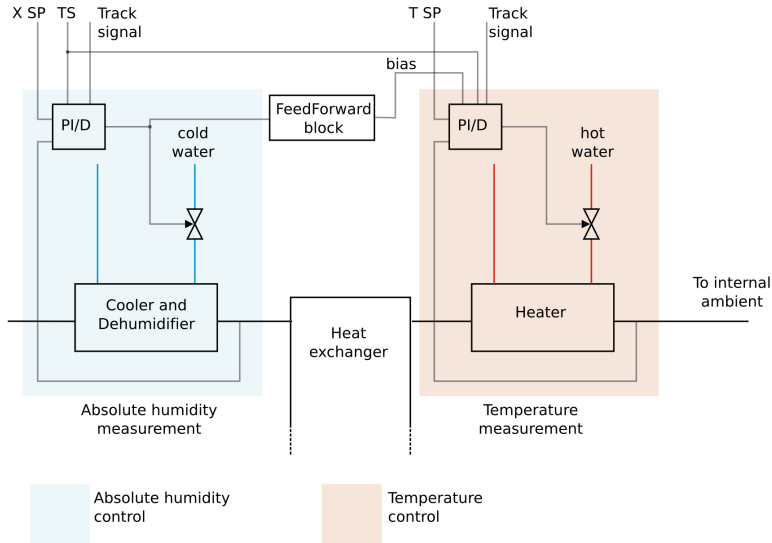 X SP
TS
Track
signal
T SP
Track
signal
bias
PI/D
FeedForward
block
PI/D
cold
water
hot
water
Cooler and
Dehumidifier
Heat
exchanger
Heater
To internal
ambient
Absolute humidity
measurement
Temperature
measurement
Absolute humidity
control
Temperature
control